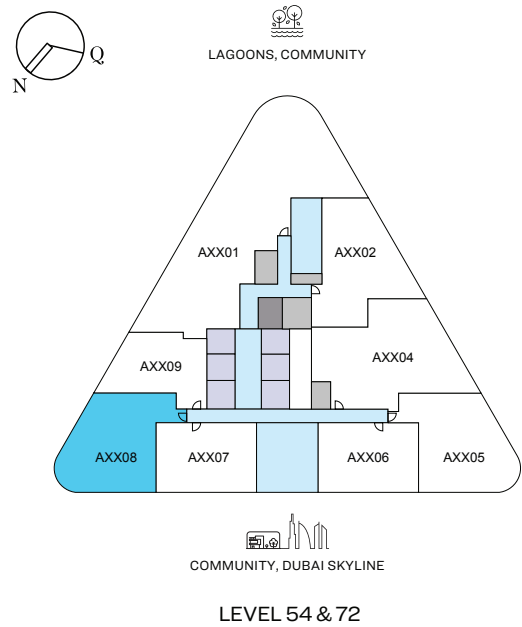 Q
N
LAGOONS, COMMUNITY
AXX01
AXX02
AXX09
AXX04
AXX08
AXX07
AXX06
AXX05
COMMUNITY, DUBAI SKYLINE
LEVEL 54 & 72